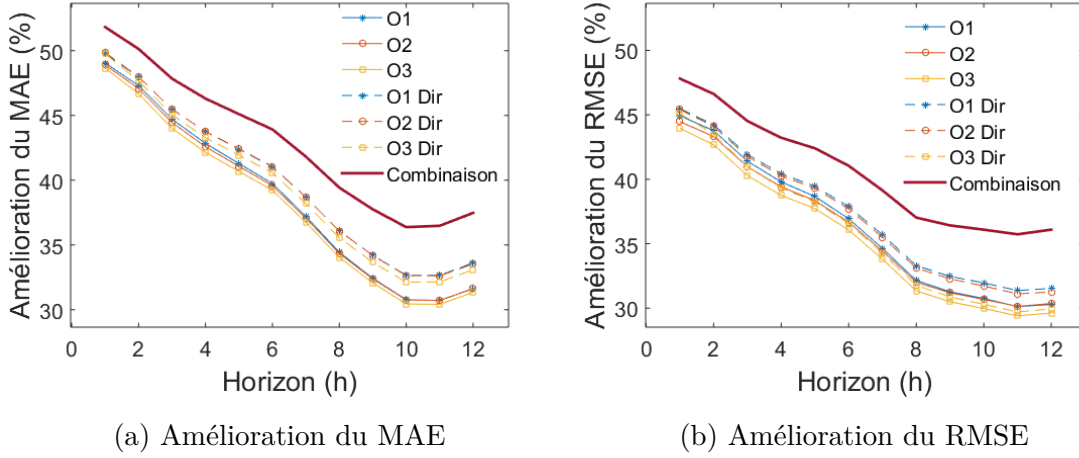 Amélioration du MAE (%)
50
45
40
35
30
0 2 4 6 8 10 12
Horizon (h)
O1
O2
O3
O1 Dir
O2 Dir
O3 Dir
Combinaison
(a) Amélioration du MAE
Amélioration du RMSE (%)
50
45
40
35
30
0 2 4 6 8 10 12
Horizon (h)
O1
O2
O3
O1 Dir
O2 Dir
O3 Dir
Combinaison
(b) Amélioration du RMSE